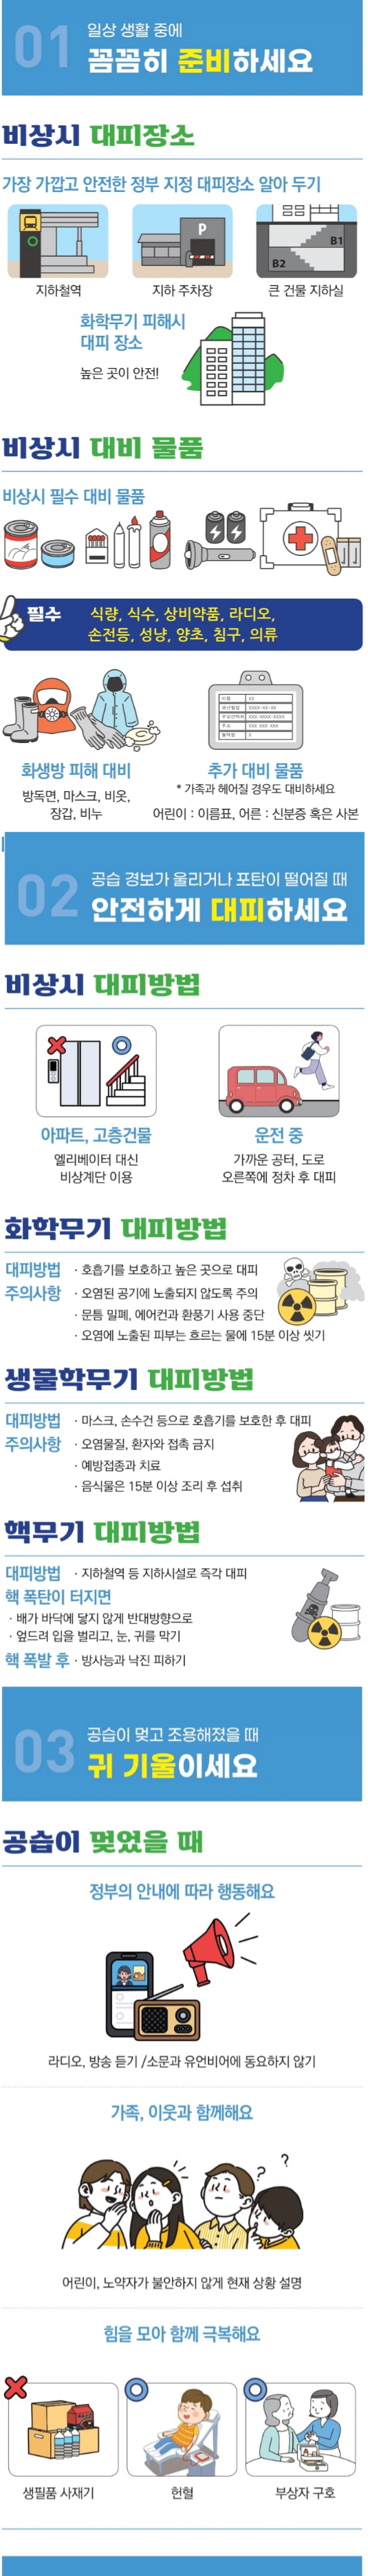 01
일상 생활 중에
꼼꼼히 준비하세요
비상시 대피장소
가장 가깝고 안전한 정부 지정 대피장소 알아 두기
P
B1
B2
지하철역
지하 주차장
큰 건물 지하실
화학무기 피해시
대피 장소
높은 곳이 안전!
비상시 대비 물품
비상시 필수 대비 물품
필수
식량, 식수, 상비약품, 라디오,
손전등, 성냥, 양초, 침구, 의류
이름 XX
생년월일 XXXX-XX-XX
XXX-XXXX-XXXX
주소 XXX XXX XXX
혈액형 X
화생방 피해 대비
방독면, 마스크, 비옷,
장갑, 비누
추가 대비 물품
* 가족과 헤어질 경우도 대비하세요
어린이 : 이름표, 어른 : 신분증 혹은 사본
02
공습 경보가 울리거나 포탄이 떨어질 때
안전하게 대피하세요
비상시 대피방법
아파트, 고층건물
엘리베이터 대신
비상계단 이용
운전 중
가까운 공터, 도로
오른쪽에 정차 후 대피
화학무기 대피방법
대피방법 · 호흡기를 보호하고 높은 곳으로 대피
주의사항 · 오염된 공기에 노출되지 않도록 주의
· 문틈 밀폐, 에어컨과 환풍기 사용 중단
· 오염에 노출된 피부는 흐르는 물에 15분 이상 씻기
생물학무기 대피방법
대피방법 · 마스크, 손수건 등으로 호흡기를 보호한 후 대피
주의사항 · 오염물질, 환자와 접촉 금지
· 예방접종과 치료
· 음식물은 15분 이상 조리 후 섭취
핵무기 대피방법
대피방법 · 지하철역 등 지하시설로 즉각 대피
핵 폭탄이 터지면
· 배가 바닥에 닿지 않게 반대방향으로
· 엎드려 입을 벌리고, 눈, 귀를 막기
핵 폭발 후 · 방사능과 낙진 피하기
03
공습이 멎고 조용해졌을 때
귀 기울이세요
공습이 멎었을 때
정부의 안내에 따라 행동해요
라디오, 방송 듣기 /소문과 유언비어에 동요하지 않기
가족, 이웃과 함께해요
? ?
어린이, 노약자가 불안하지 않게 현재 상황 설명
힘을 모아 함께 극복해요
생필품 사재기
헌혈
부상자 구호